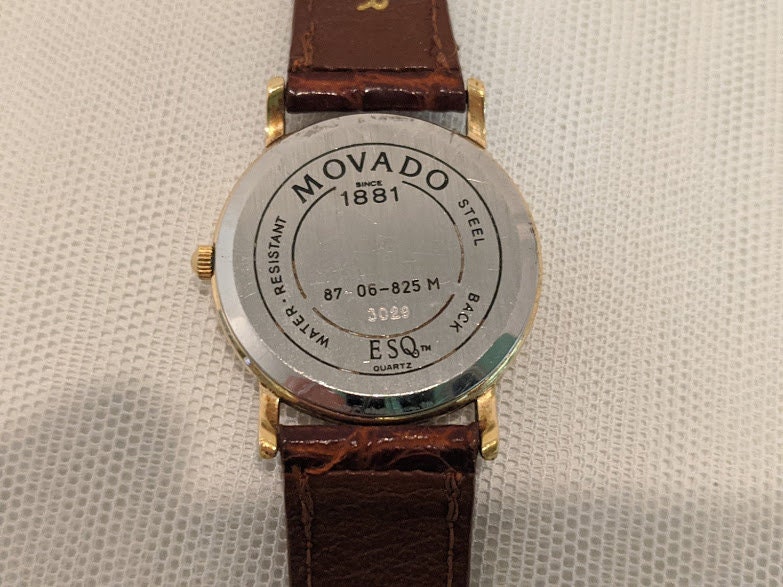 R
MOVADO
SINCE
1881
WATER·RESISTANT
STEEL
BACK
87-06-825 M
3029
ESQ™
QUARTZ